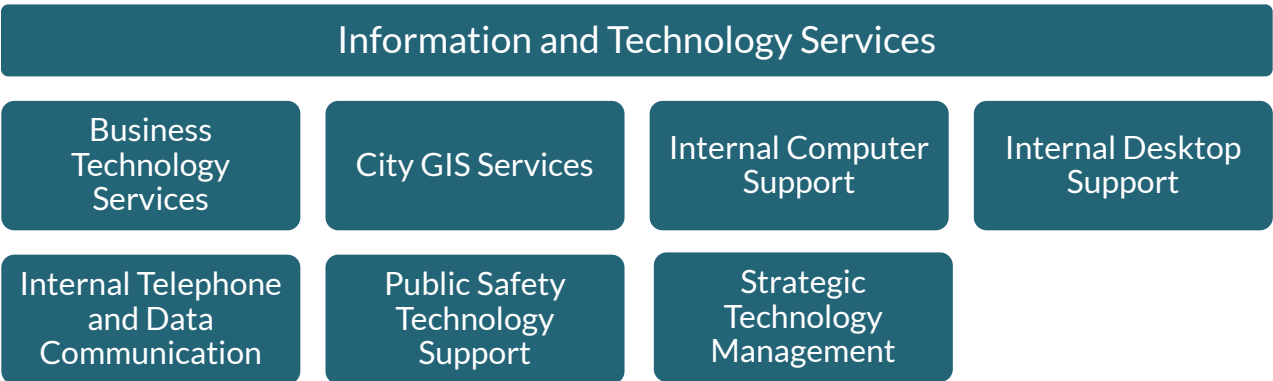 Information and Technology Services
Business
Technology
Services
City GIS Services
Internal Computer
Support
Internal Desktop
Support
Internal Telephone
and Data
Communication
Public Safety
Technology
Support
Strategic
Technology
Management